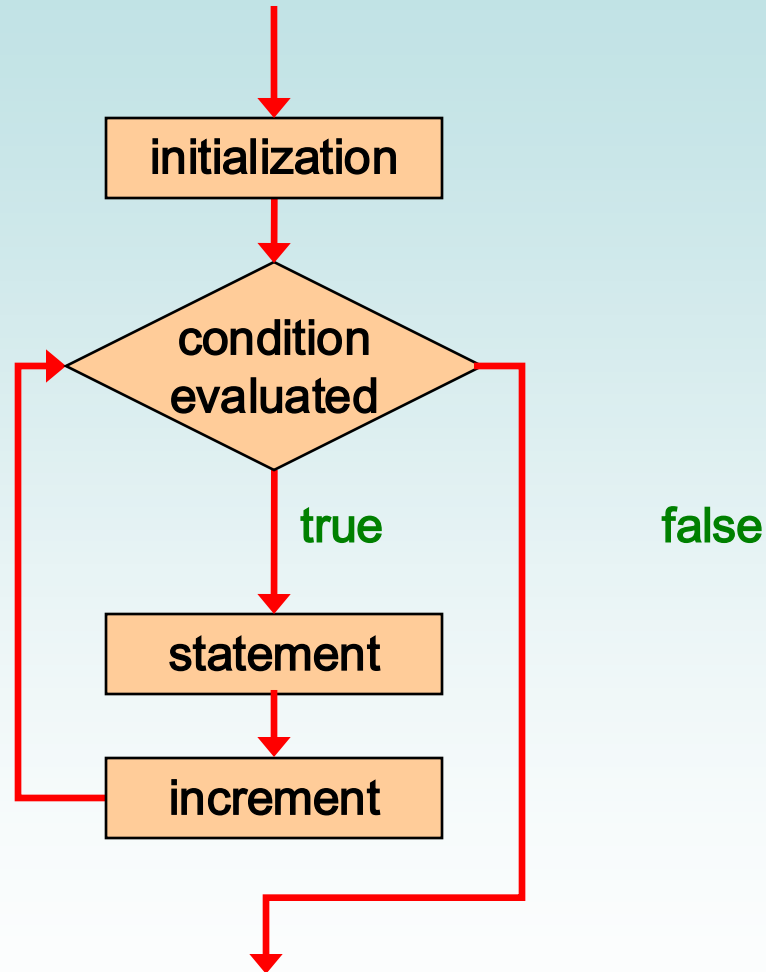 initialization
condition
evaluated
true
false
statement
increment